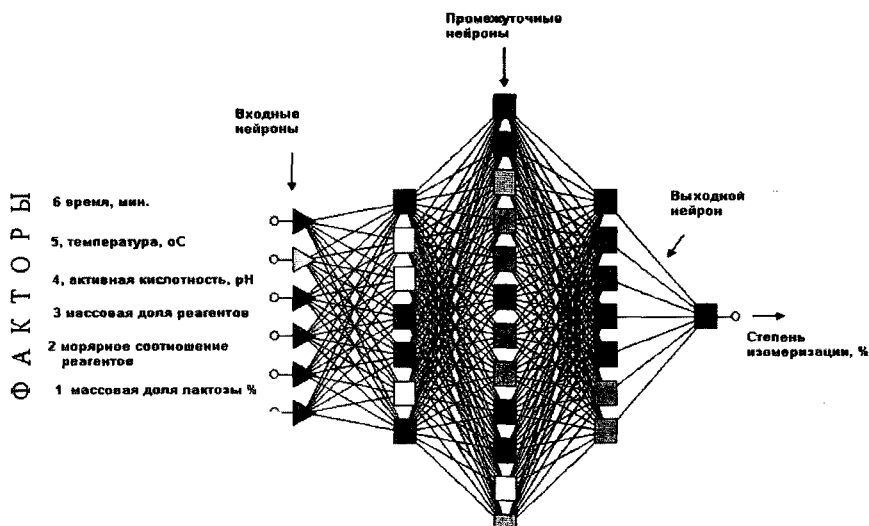 Промежуточные
нейроны
Входные
нейроны
ФАКТОРЫ
6 время, мин.
5, температура, оС
4, активная кислотность, рН
3 массовая доля реагентов
2 морярное соотношение
реагентов
1 массовая доля лактозы %
Выходной
нейрон
Степень
изомеризации, %